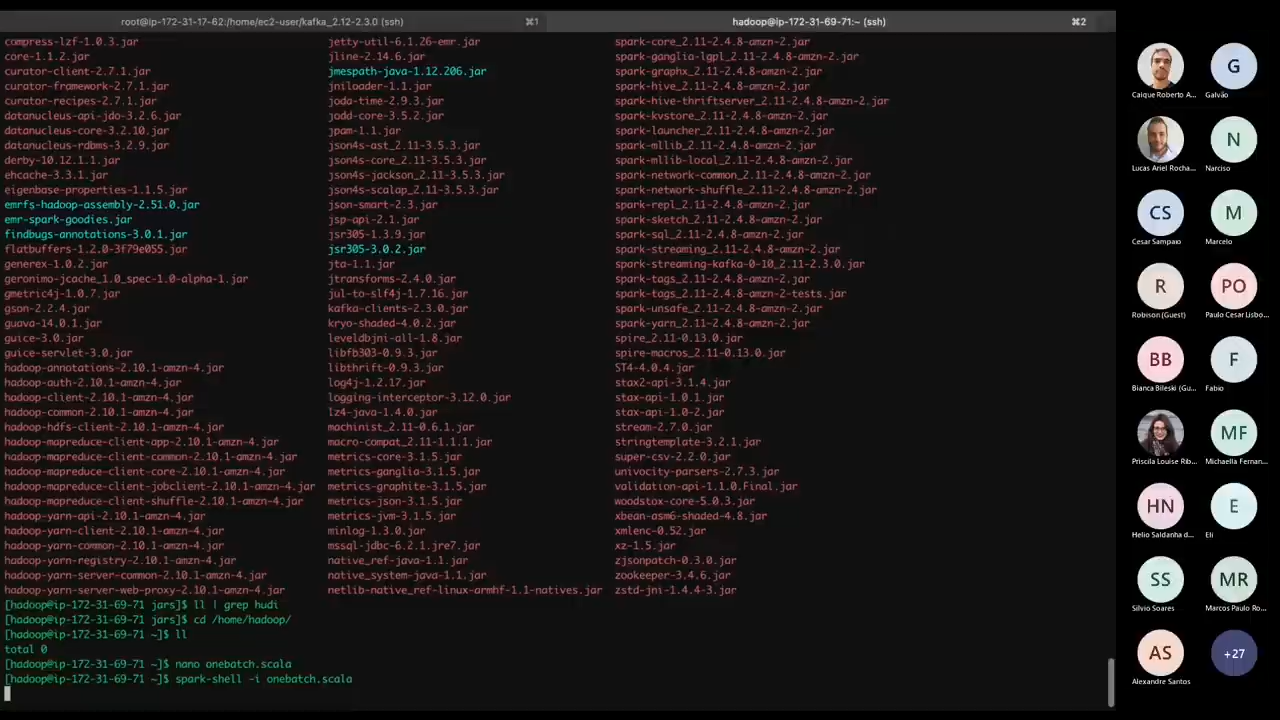 root@ip-172-31-17-62:/home/ec2-user/kafka_2.12-2.3.0 (ssh) ⌘1 hadoop@ip-172-31-69-71:~ (ssh) ⌘2
compress-lzf-1.0.3.jar jetty-util-6.1.26-emr.jar spark-core_2.11-2.4.8-amzn-2.jar
core-1.1.2.jar jline-2.14.6.jar spark-ganglia-lgpl_2.11-2.4.8-amzn-2.jar
curator-client-2.7.1.jar jmespath-java-1.12.206.jar spark-graphx_2.11-2.4.8-amzn-2.jar
curator-framework-2.7.1.jar jniloader-1.1.jar spark-hive_2.11-2.4.8-amzn-2.jar
curator-recipes-2.7.1.jar joda-time-2.9.3.jar spark-hive-thriftserver_2.11-2.4.8-amzn-2.jar
datanucleus-api-jdo-3.2.6.jar jodd-core-3.5.2.jar spark-kvstore_2.11-2.4.8-amzn-2.jar
datanucleus-core-3.2.10.jar jpam-1.1.jar spark-launcher_2.11-2.4.8-amzn-2.jar
datanucleus-rdbms-3.2.9.jar json4s-ast_2.11-3.5.3.jar spark-mllib_2.11-2.4.8-amzn-2.jar
derby-10.12.1.1.jar json4s-core_2.11-3.5.3.jar spark-mllib-local_2.11-2.4.8-amzn-2.jar
ehcache-3.3.1.jar json4s-jackson_2.11-3.5.3.jar spark-network-common_2.11-2.4.8-amzn-2.jar
eigenbase-properties-1.1.5.jar json4s-scalap_2.11-3.5.3.jar spark-network-shuffle_2.11-2.4.8-amzn-2.jar
emrfs-hadoop-assembly-2.51.0.jar json-smart-2.3.jar spark-repl_2.11-2.4.8-amzn-2.jar
emr-spark-goodies.jar jsp-api-2.1.jar spark-sketch_2.11-2.4.8-amzn-2.jar
findbugs-annotations-3.0.1.jar jsr305-1.3.9.jar spark-sql_2.11-2.4.8-amzn-2.jar
flatbuffers-1.2.0-3f79e055.jar jsr305-3.0.2.jar spark-streaming_2.11-2.4.8-amzn-2.jar
generex-1.0.2.jar jta-1.1.jar spark-streaming-kafka-0-10_2.11-2.3.0.jar
geronimo-jcache_1.0_spec-1.0-alpha-1.jar jtransforms-2.4.0.jar spark-tags_2.11-2.4.8-amzn-2.jar
gmetric4j-1.0.7.jar jul-to-slf4j-1.7.16.jar spark-tags_2.11-2.4.8-amzn-2-tests.jar
gson-2.2.4.jar kafka-clients-2.3.0.jar spark-unsafe_2.11-2.4.8-amzn-2.jar
guava-14.0.1.jar kryo-shaded-4.0.2.jar spark-yarn_2.11-2.4.8-amzn-2.jar
guice-3.0.jar leveldbjni-all-1.8.jar spire_2.11-0.13.0.jar
guice-servlet-3.0.jar libfb303-0.9.3.jar spire-macros_2.11-0.13.0.jar
hadoop-annotations-2.10.1-amzn-4.jar libthrift-0.9.3.jar ST4-4.0.4.jar
hadoop-auth-2.10.1-amzn-4.jar log4j-1.2.17.jar stax2-api-3.1.4.jar
hadoop-client-2.10.1-amzn-4.jar logging-interceptor-3.12.0.jar stax-api-1.0.1.jar
hadoop-common-2.10.1-amzn-4.jar lz4-java-1.4.0.jar stax-api-1.0-2.jar
hadoop-hdfs-client-2.10.1-amzn-4.jar machinist_2.11-0.6.1.jar stream-2.7.0.jar
hadoop-mapreduce-client-app-2.10.1-amzn-4.jar macro-compat_2.11-1.1.1.jar stringtemplate-3.2.1.jar
hadoop-mapreduce-client-common-2.10.1-amzn-4.jar metrics-core-3.1.5.jar super-csv-2.2.0.jar
hadoop-mapreduce-client-core-2.10.1-amzn-4.jar metrics-ganglia-3.1.5.jar univocity-parsers-2.7.3.jar
hadoop-mapreduce-client-jobclient-2.10.1-amzn-4.jar metrics-graphite-3.1.5.jar validation-api-1.1.0.Final.jar
hadoop-mapreduce-client-shuffle-2.10.1-amzn-4.jar metrics-json-3.1.5.jar woodstox-core-5.0.3.jar
hadoop-yarn-api-2.10.1-amzn-4.jar metrics-jvm-3.1.5.jar xbean-asm6-shaded-4.8.jar
hadoop-yarn-client-2.10.1-amzn-4.jar minlog-1.3.0.jar xmlenc-0.52.jar
hadoop-yarn-common-2.10.1-amzn-4.jar mssql-jdbc-6.2.1.jre7.jar xz-1.5.jar
hadoop-yarn-registry-2.10.1-amzn-4.jar native_ref-java-1.1.jar zjsonpatch-0.3.0.jar
hadoop-yarn-server-common-2.10.1-amzn-4.jar native_system-java-1.1.jar zookeeper-3.4.6.jar
hadoop-yarn-server-web-proxy-2.10.1-amzn-4.jar netlib-native_ref-linux-armhf-1.1-natives.jar zstd-jni-1.4.4-3.jar
[hadoop@ip-172-31-69-71 jars]$ ll | grep hudi
[hadoop@ip-172-31-69-71 jars]$ cd /home/hadoop/
[hadoop@ip-172-31-69-71 ~]$ ll
total 0
[hadoop@ip-172-31-69-71 ~]$ nano onebatch.scala
[hadoop@ip-172-31-69-71 ~]$ spark-shell -i onebatch.scala
G
Caique Roberto A... Galvão
N
Lucas Ariel Rocha... Narciso
CS M
Cesar Sampaio Marcelo
R PO
Robison (Guest) Paulo Cesar Lisbo...
BB F
Bianca Bileski (Gu... Fabio
MF
Priscila Louise Rib... Michaella Fernan...
HN E
Helio Saldanha d... Eli
SS MR
Silvio Soares Marcos Paulo Ro...
AS +27
Alexandre Santos